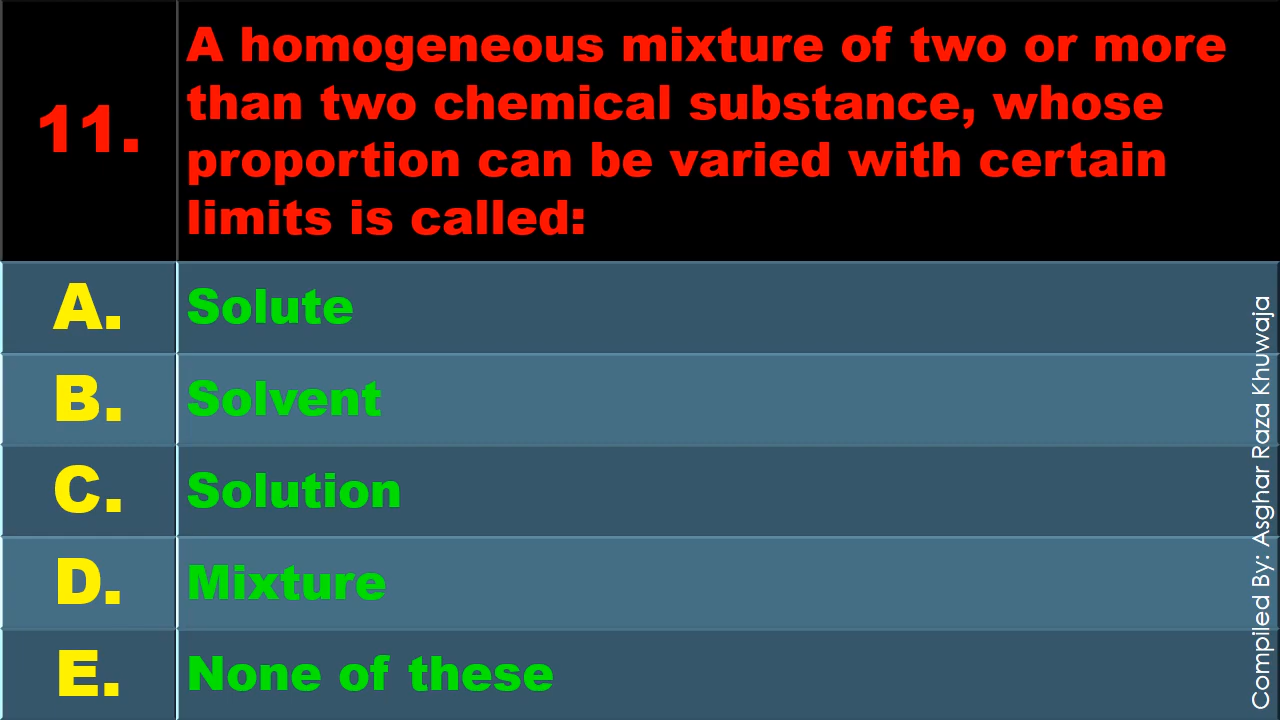 11.
A homogeneous mixture of two or more
than two chemical substance, whose
proportion can be varied with certain
limits is called:
A. Solute
B. Solvent
C. Solution
D. Mixture
E. None of these
Compiled By: Asghar Raza Khuwaja